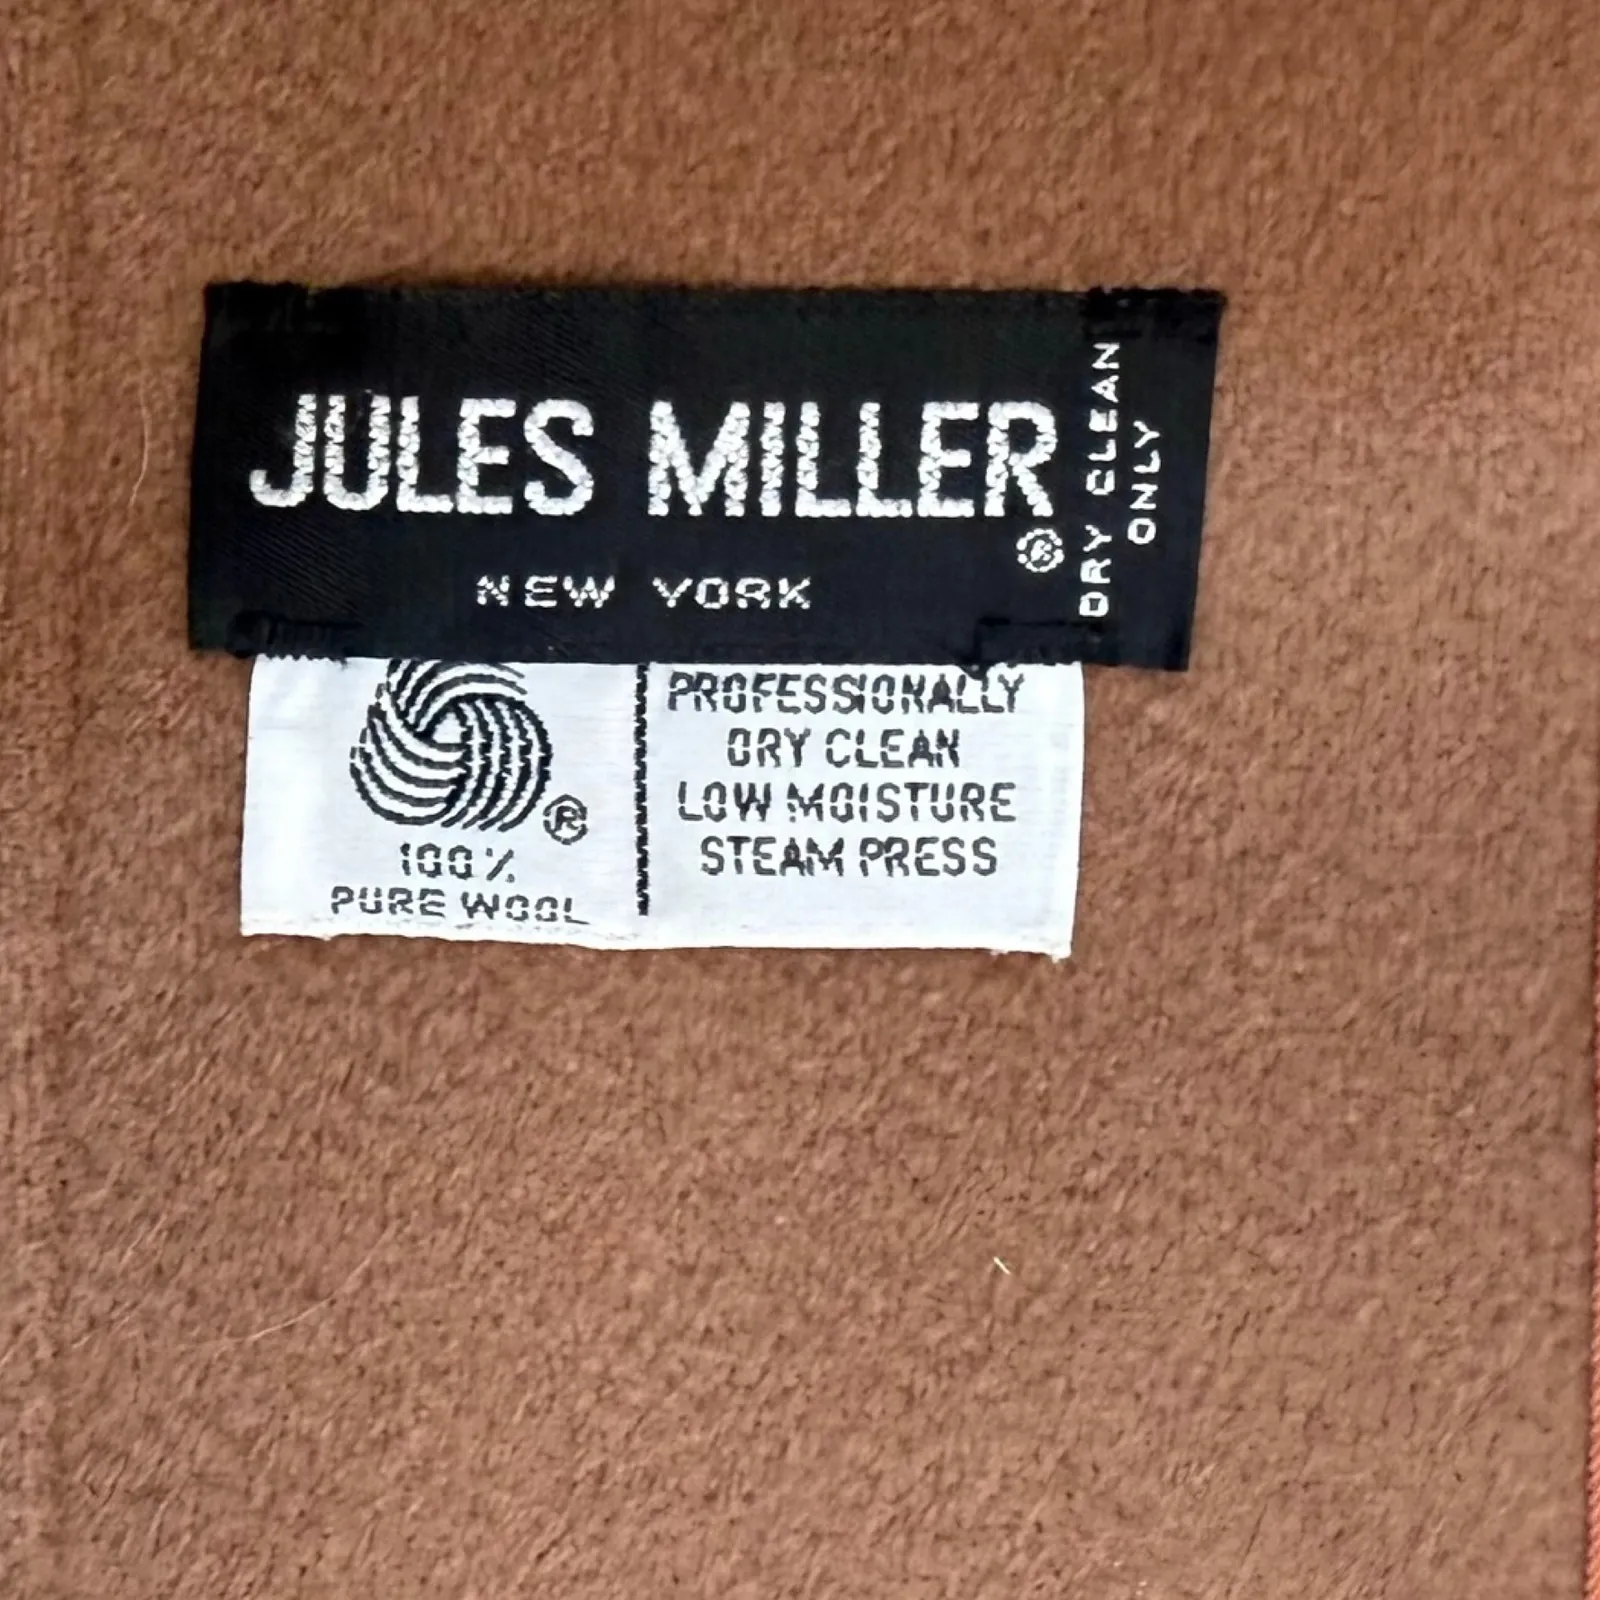 JULES MILLER
®
NEW YORK
DRY CLEAN
ONLY
®
100%
PURE WOOL
PROFESSIONALLY
DRY CLEAN
LOW MOISTURE
STEAM PRESS